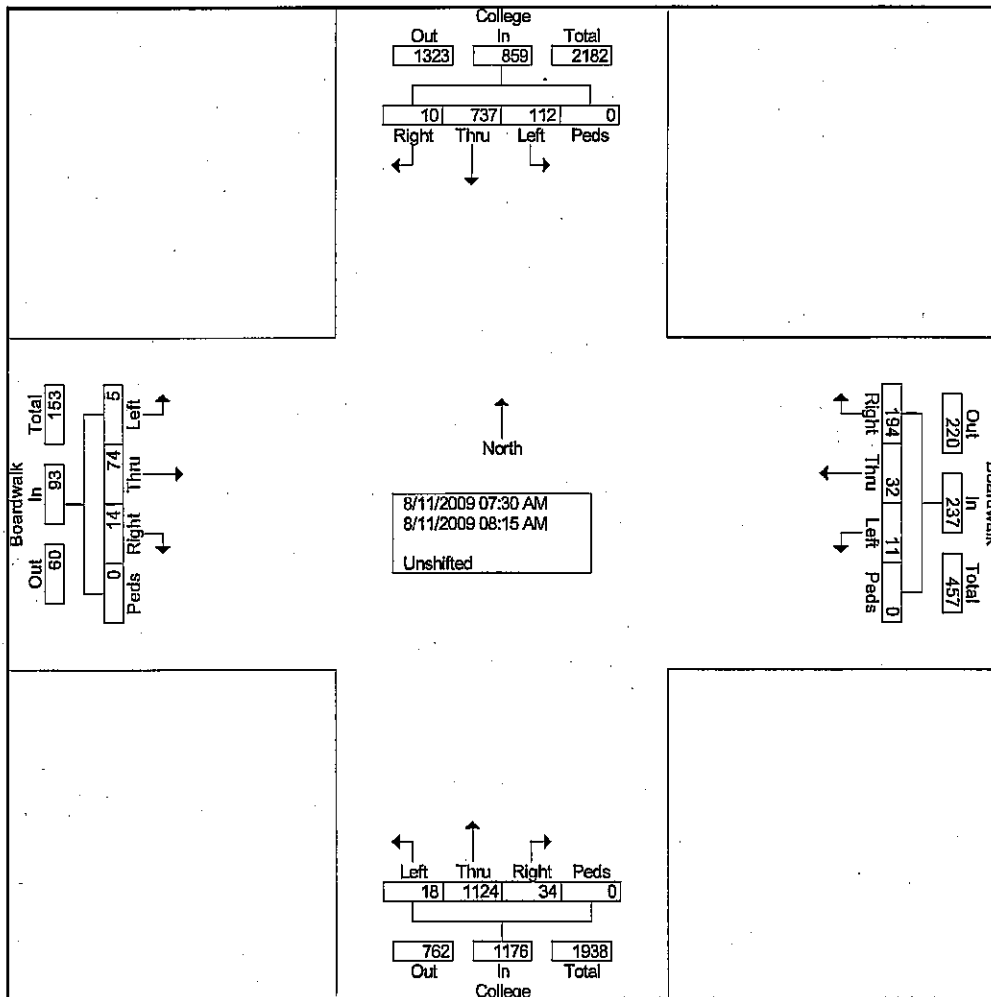 College
Out In Total
1323 859 2182
10 737 112 0
Right Thru Left Peds
Boardwalk
Total In Out
153 93 60
5 74 14 0
Left Thru Right Peds
North
8/11/2009 07:30 AM
8/11/2009 08:15 AM
Unshifted
Right Thru Left Peds
194 32 11 0
Out In Total
220 237 457
Boardwalk
Left Thru Right Peds
18 1124 34 0
762 1176 1938
Out In Total
College